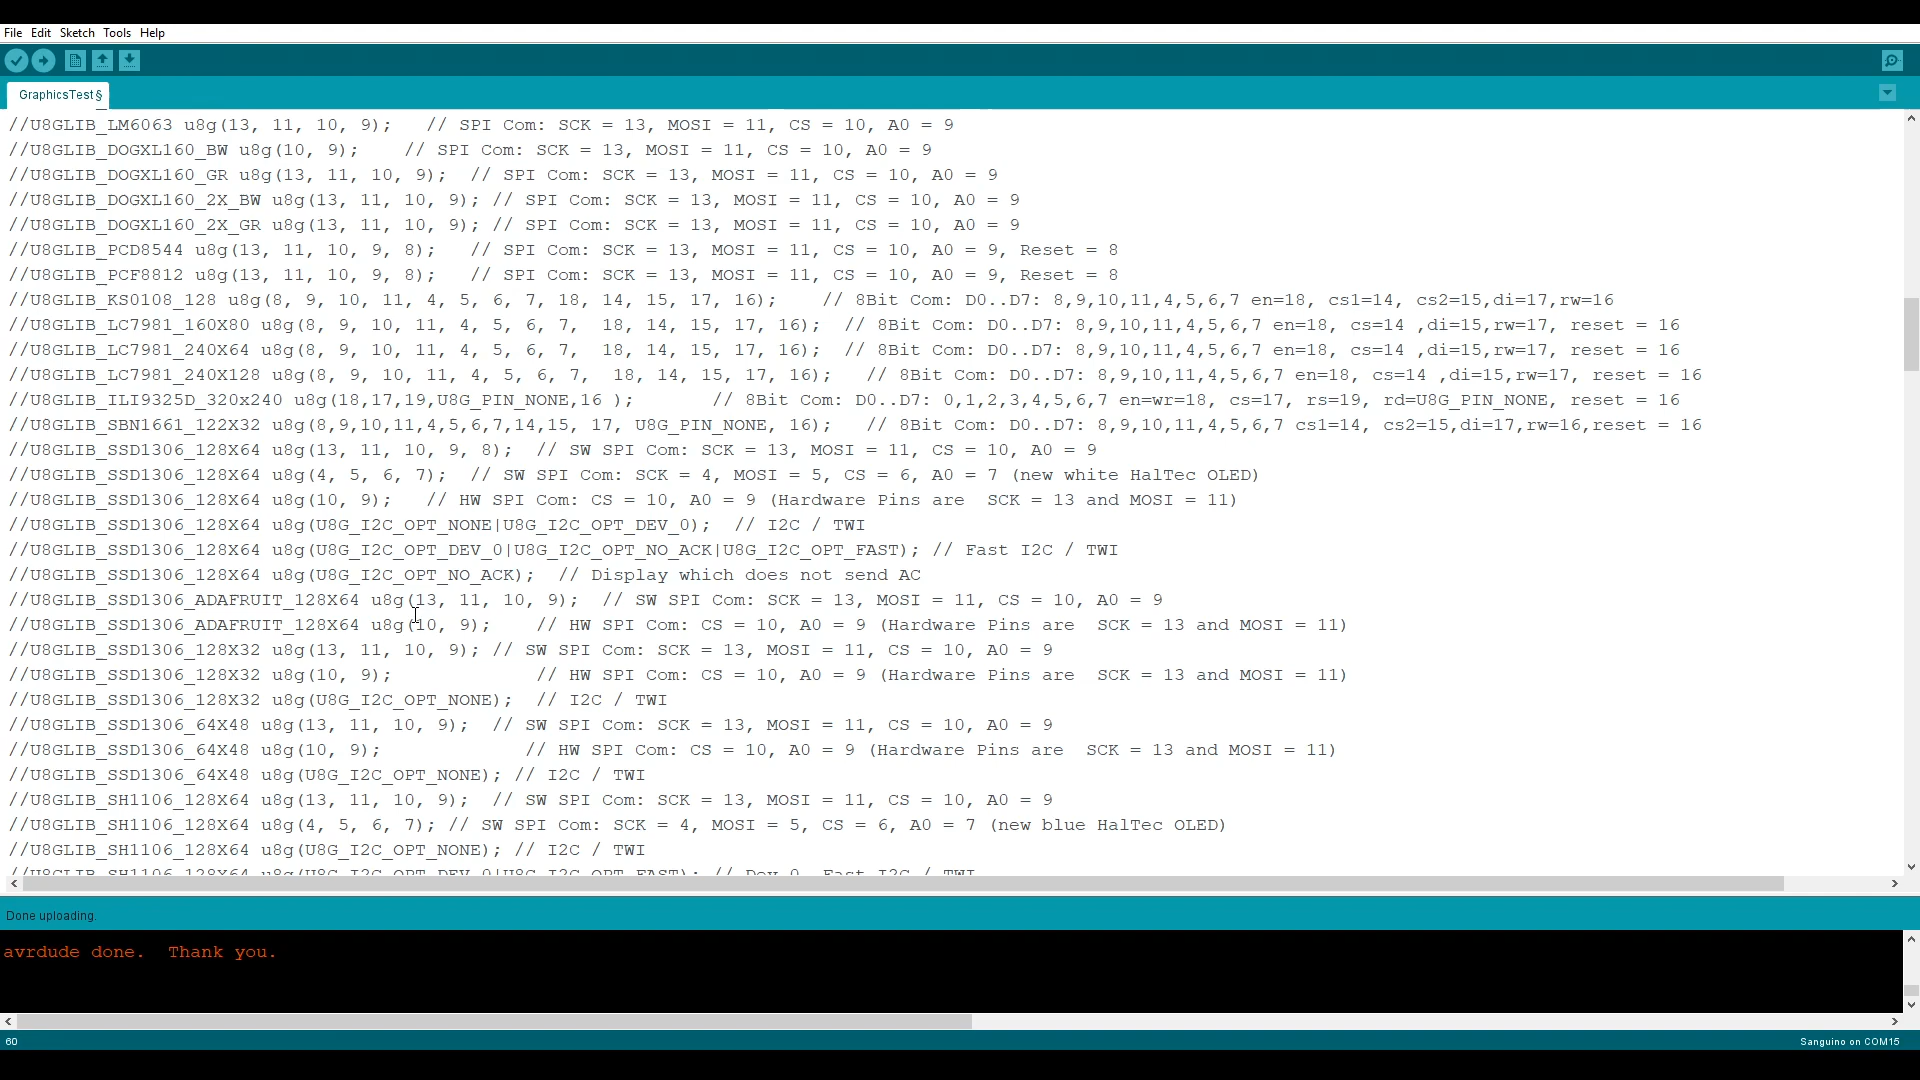 File Edit Sketch Tools Help
GraphicsTest§
//U8GLIB_LM6063 u8g(13, 11, 10, 9);   // SPI Com: SCK = 13, MOSI = 11, CS = 10, A0 = 9
//U8GLIB_DOGXL160_BW u8g(10, 9);    // SPI Com: SCK = 13, MOSI = 11, CS = 10, A0 = 9
//U8GLIB_DOGXL160_GR u8g(13, 11, 10, 9);  // SPI Com: SCK = 13, MOSI = 11, CS = 10, A0 = 9
//U8GLIB_DOGXL160_2X_BW u8g(13, 11, 10, 9); // SPI Com: SCK = 13, MOSI = 11, CS = 10, A0 = 9
//U8GLIB_DOGXL160_2X_GR u8g(13, 11, 10, 9); // SPI Com: SCK = 13, MOSI = 11, CS = 10, A0 = 9
//U8GLIB_PCD8544 u8g(13, 11, 10, 9, 8);   // SPI Com: SCK = 13, MOSI = 11, CS = 10, A0 = 9, Reset = 8
//U8GLIB_PCF8812 u8g(13, 11, 10, 9, 8);   // SPI Com: SCK = 13, MOSI = 11, CS = 10, A0 = 9, Reset = 8
//U8GLIB_KS0108_128 u8g(8, 9, 10, 11, 4, 5, 6, 7, 18, 14, 15, 17, 16);    // 8Bit Com: D0..D7: 8,9,10,11,4,5,6,7 en=18, cs1=14, cs2=15,di=17,rw=16
//U8GLIB_LC7981_160X80 u8g(8, 9, 10, 11, 4, 5, 6, 7,  18, 14, 15, 17, 16);  // 8Bit Com: D0..D7: 8,9,10,11,4,5,6,7 en=18, cs=14 ,di=15,rw=17, reset = 16
//U8GLIB_LC7981_240X64 u8g(8, 9, 10, 11, 4, 5, 6, 7,  18, 14, 15, 17, 16);  // 8Bit Com: D0..D7: 8,9,10,11,4,5,6,7 en=18, cs=14 ,di=15,rw=17, reset = 16
//U8GLIB_LC7981_240X128 u8g(8, 9, 10, 11, 4, 5, 6, 7,  18, 14, 15, 17, 16);   // 8Bit Com: D0..D7: 8,9,10,11,4,5,6,7 en=18, cs=14 ,di=15,rw=17, reset = 16
//U8GLIB_ILI9325D_320x240 u8g(18,17,19,U8G_PIN_NONE,16 );       // 8Bit Com: D0..D7: 0,1,2,3,4,5,6,7 en=wr=18, cs=17, rs=19, rd=U8G_PIN_NONE, reset = 16
//U8GLIB_SBN1661_122X32 u8g(8,9,10,11,4,5,6,7,14,15, 17, U8G_PIN_NONE, 16);   // 8Bit Com: D0..D7: 8,9,10,11,4,5,6,7 cs1=14, cs2=15,di=17,rw=16,reset = 16
//U8GLIB_SSD1306_128X64 u8g(13, 11, 10, 9, 8);  // SW SPI Com: SCK = 13, MOSI = 11, CS = 10, A0 = 9
//U8GLIB_SSD1306_128X64 u8g(4, 5, 6, 7);  // SW SPI Com: SCK = 4, MOSI = 5, CS = 6, A0 = 7 (new white HalTec OLED)
//U8GLIB_SSD1306_128X64 u8g(10, 9);   // HW SPI Com: CS = 10, A0 = 9 (Hardware Pins are  SCK = 13 and MOSI = 11)
//U8GLIB_SSD1306_128X64 u8g(U8G_I2C_OPT_NONE|U8G_I2C_OPT_DEV_0);  // I2C / TWI
//U8GLIB_SSD1306_128X64 u8g(U8G_I2C_OPT_DEV_0|U8G_I2C_OPT_NO_ACK|U8G_I2C_OPT_FAST); // Fast I2C / TWI
//U8GLIB_SSD1306_128X64 u8g(U8G_I2C_OPT_NO_ACK);  // Display which does not send AC
//U8GLIB_SSD1306_ADAFRUIT_128X64 u8g(13, 11, 10, 9);  // SW SPI Com: SCK = 13, MOSI = 11, CS = 10, A0 = 9
//U8GLIB_SSD1306_ADAFRUIT_128X64 u8g(10, 9);    // HW SPI Com: CS = 10, A0 = 9 (Hardware Pins are  SCK = 13 and MOSI = 11)
//U8GLIB_SSD1306_128X32 u8g(13, 11, 10, 9); // SW SPI Com: SCK = 13, MOSI = 11, CS = 10, A0 = 9
//U8GLIB_SSD1306_128X32 u8g(10, 9);             // HW SPI Com: CS = 10, A0 = 9 (Hardware Pins are  SCK = 13 and MOSI = 11)
//U8GLIB_SSD1306_128X32 u8g(U8G_I2C_OPT_NONE);  // I2C / TWI
//U8GLIB_SSD1306_64X48 u8g(13, 11, 10, 9);  // SW SPI Com: SCK = 13, MOSI = 11, CS = 10, A0 = 9
//U8GLIB_SSD1306_64X48 u8g(10, 9);             // HW SPI Com: CS = 10, A0 = 9 (Hardware Pins are  SCK = 13 and MOSI = 11)
//U8GLIB_SSD1306_64X48 u8g(U8G_I2C_OPT_NONE); // I2C / TWI
//U8GLIB_SH1106_128X64 u8g(13, 11, 10, 9);  // SW SPI Com: SCK = 13, MOSI = 11, CS = 10, A0 = 9
//U8GLIB_SH1106_128X64 u8g(4, 5, 6, 7); // SW SPI Com: SCK = 4, MOSI = 5, CS = 6, A0 = 7 (new blue HalTec OLED)
//U8GLIB_SH1106_128X64 u8g(U8G_I2C_OPT_NONE); // I2C / TWI
//U8GLIB_SH1106_128X64 u8g(U8G_I2C_OPT_DEV_0|U8G_I2C_OPT_FAST); // Dev 0, Fast I2C / TWI
Done uploading.
avrdude done.  Thank you.
60
Sanguino on COM15